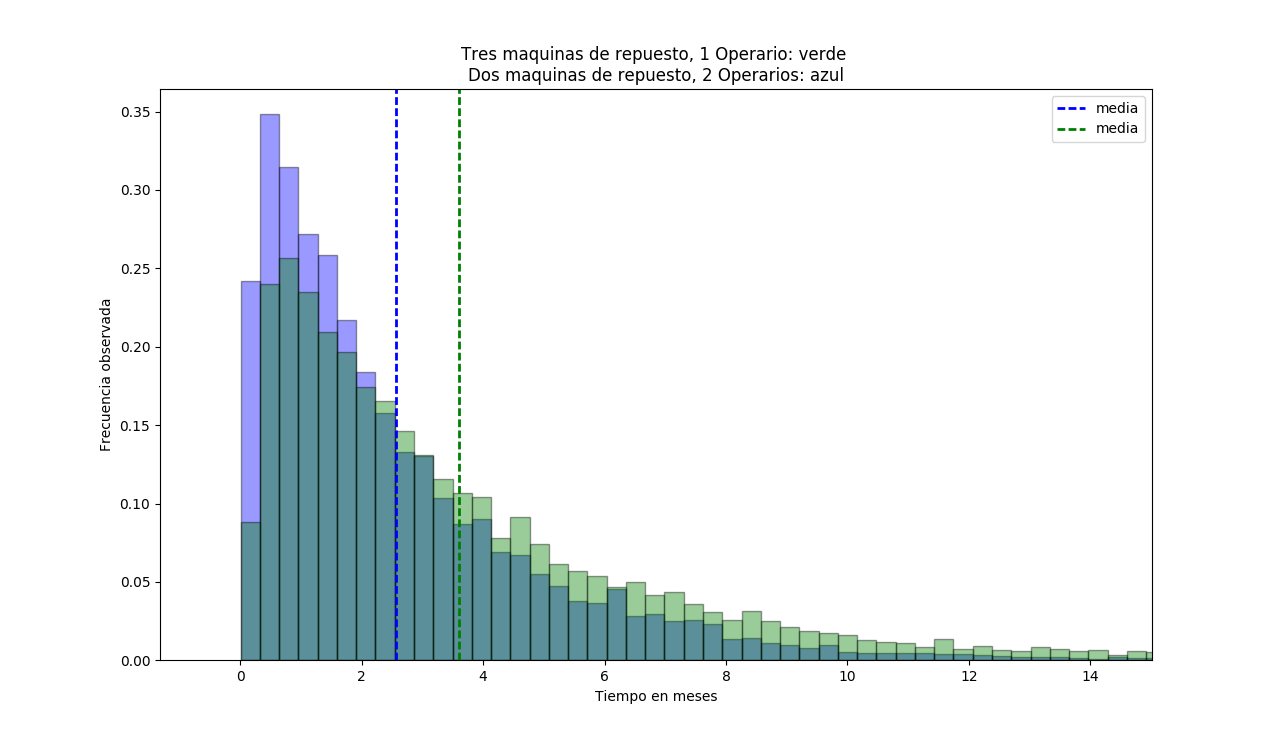 Tres maquinas de repuesto, 1 Operario: verde
Dos maquinas de repuesto, 2 Operarios: azul
media
media
Frecuencia observada
0.35
0.30
0.25
0.20
0.15
0.10
0.05
0.00
0 2 4 6 8 10 12 14
Tiempo en meses